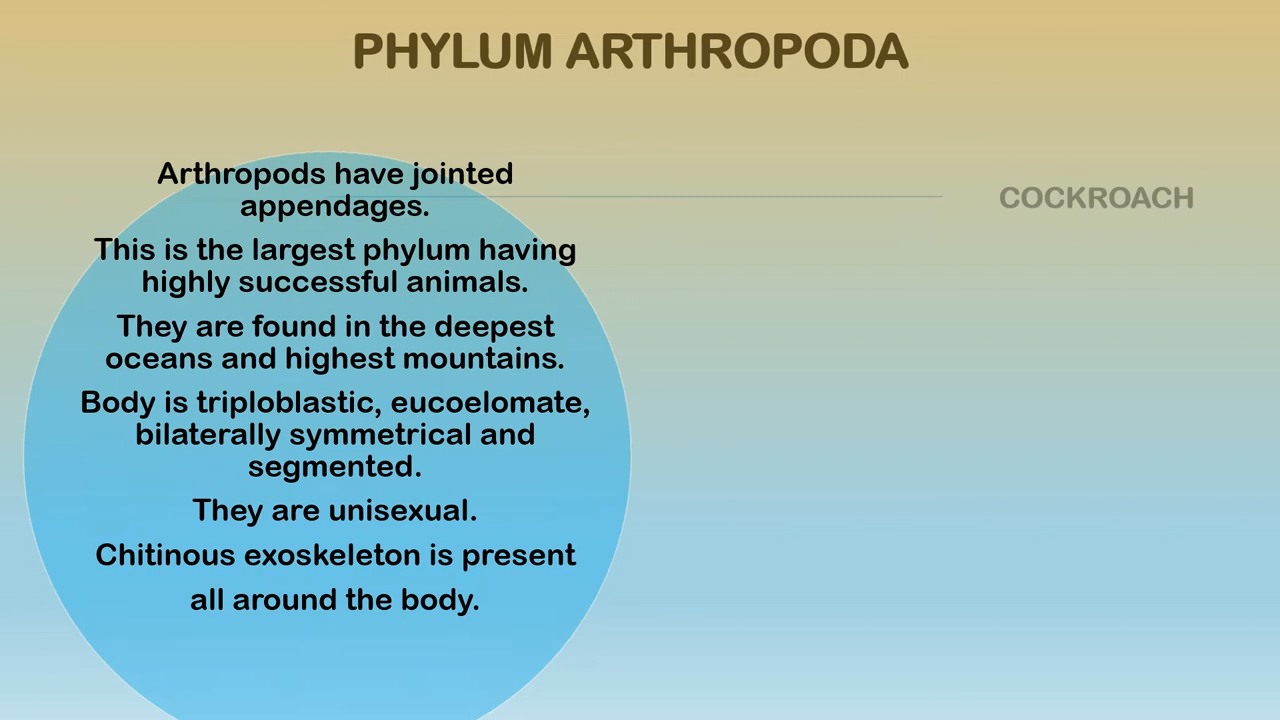 PHYLUM ARTHROPODA
Arthropods have jointed
appendages.
This is the largest phylum having
highly successful animals.
They are found in the deepest
oceans and highest mountains.
Body is triploblastic, eucoelomate,
bilaterally symmetrical and
segmented.
They are unisexual.
Chitinous exoskeleton is present
all around the body.
COCKROACH